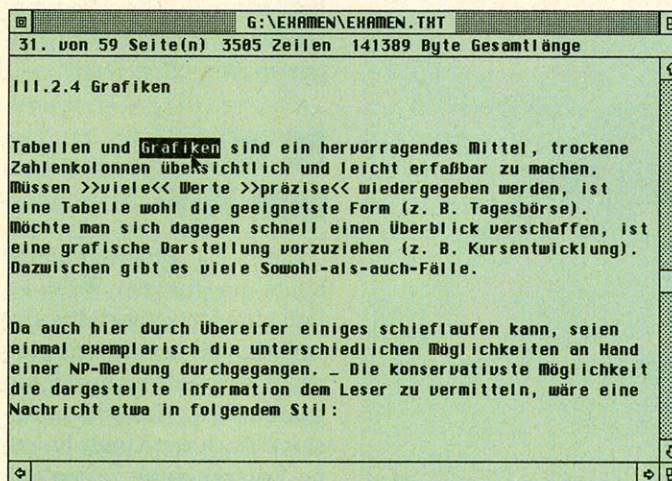 G:\EXAMEN\EXAMEN.TXT
31. von 59 Seite(n) 3585 Zeilen 141389 Byte Gesamtlänge
III.2.4 Grafiken
Tabellen und Grafiken sind ein hervorragendes Mittel, trockene
Zahlenkolonnen übersichtlich und leicht erfaßbar zu machen.
Müssen >>viele<< Werte >>präzise<< wiedergegeben werden, ist
eine Tabelle wohl die geeignetste Form (z. B. Tagesbörse).
Möchte man sich dagegen schnell einen Überblick verschaffen, ist
eine grafische Darstellung vorzuziehen (z. B. Kursentwicklung).
Dazwischen gibt es viele Sowohl-als-auch-Fälle.
Da auch hier durch Übereifer einiges schieflaufen kann, seien
einmal exemplarisch die unterschiedlichen Möglichkeiten an Hand
einer NP-Meldung durchgegangen. _ Die konservativste Möglichkeit
die dargestellte Information dem Leser zu vermitteln, wäre eine
Nachricht etwa in folgendem Stil: